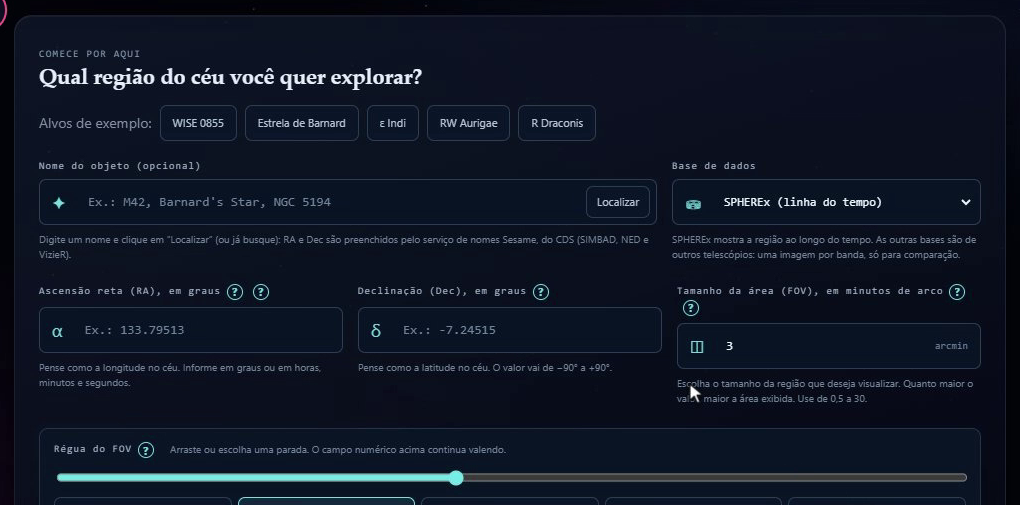 COMECE POR AQUI
Qual região do céu você quer explorar?
Alvos de exemplo: WISE 0855 Estrela de Barnard ε Indi RW Aurigae R Draconis
Nome do objeto (opcional)
Ex.: M42, Barnard's Star, NGC 5194 Localizar
Digite um nome e clique em "Localizar" (ou já busque): RA e Dec são preenchidos pelo serviço de nomes Sesame, do CDS (SIMBAD, NED e
VizieR).
Base de dados
SPHEREx (linha do tempo)
SPHEREx mostra a região ao longo do tempo. As outras bases são de
outros telescópios: uma imagem por banda, só para comparação.
Ascensão reta (RA), em graus ? ?
α Ex.: 133.79513
Pense como a longitude no céu. Informe em graus ou em horas,
minutos e segundos.
Declinação (Dec), em graus ?
δ Ex.: -7.24515
Pense como a latitude no céu. O valor vai de −90° a +90°.
Tamanho da área (FOV), em minutos de arco ?
?
3 arcmin
Escolha o tamanho da região que deseja visualizar. Quanto maior o
maior a área exibida. Use de 0,5 a 30.
Régua do FOV ? Arraste ou escolha uma parada. O campo numérico acima continua valendo.